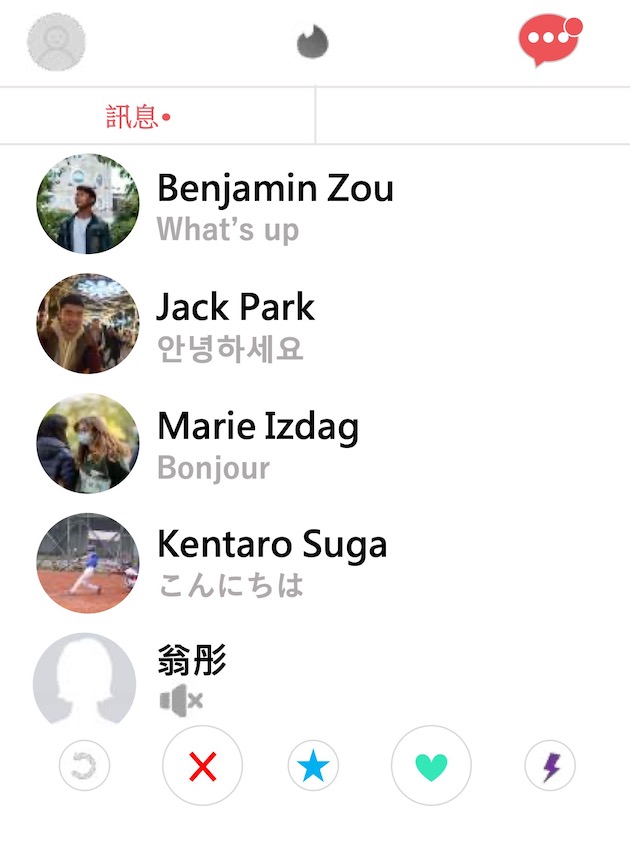 訊息
Benjamin Zou
What's up
Jack Park
안녕하세요
Marie Izdag
Bonjour
Kentaro Suga
こんにちは
翁彤